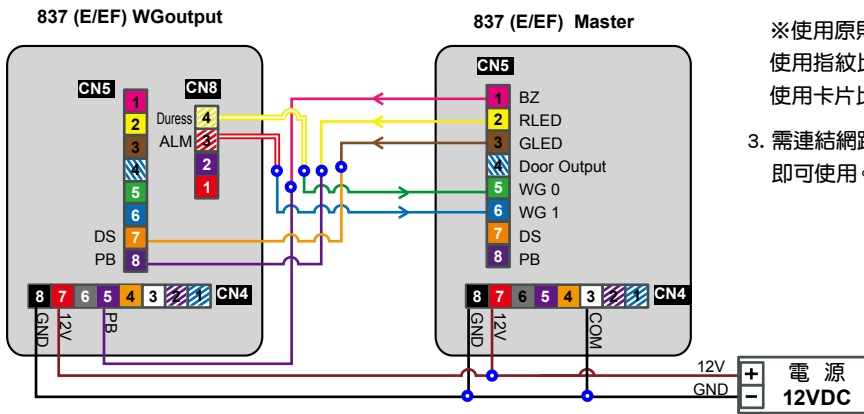 837 (E/EF) WGoutput
CN5
CN8
1
2
3
4
5
6
7
8
Duress
ALM
4
3
2
1
DS
PB
8 7 6 5 4 3 2 1 CN4
GND
12V
PB
837 (E/EF) Master
CN5
1 BZ
2 RLED
3 GLED
4 Door Output
5 WG 0
6 WG 1
7 DS
8 PB
8 7 6 5 4 3 2 1 CN4
GND
12V
COM
12V
GND
+
−
電 源
12VDC
※使用原則
使用指紋比
使用卡片比
3. 需連結網路
即可使用